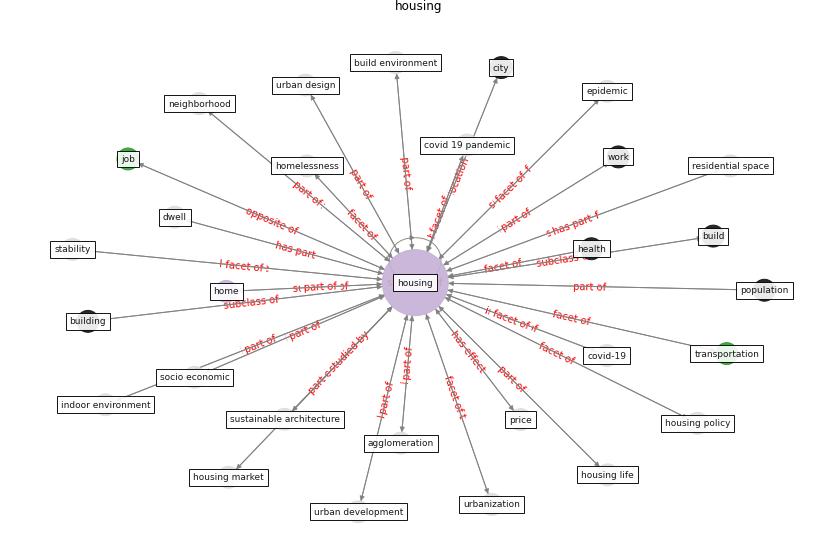 housing
build environment
city
urban design
epidemic
neighborhood
covid 19 pandemic
job
homelessness
work
residential space
dwell
stability
health
build
home
housing
population
building
socio economic
covid-19
transportation
indoor environment
sustainable architecture
price
housing policy
agglomeration
housing market
housing life
urban development
urbanization
part of
part of
part of
facet of
opposite of
has part
facet of
part of
facet of
part of
has part
facet of
subclass
part of
subclass of
part of
part of
part of
studied by
part of
part of
facet of
has effect
part of
facet of
facet of
facet of